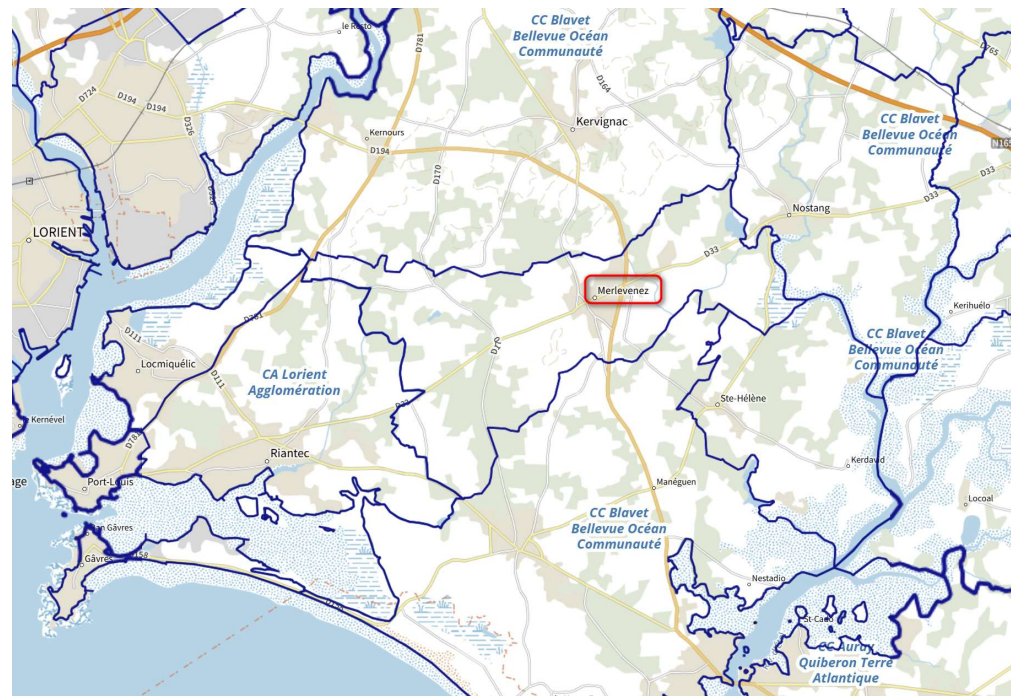 le Resto
D781
CC Blavet
Bellevue Océan
Communauté
D765
D724
D194
D194
D326
D164
Kervignac
Kernours
D194
D170
CC Blavet
Bellevue Océan
Communauté
N165
D33
D33
Nostang
LORIENT
D33
Merlevenez
D781
D111
Locmiquélic
D111
CA Lorient
Agglomération
D33
Kerihuélo
CC Blavet
Bellevue Océan
Communauté
Ste-Hélène
Kernével
D781
Riantec
Kerdavid
Port-Louis
Manéguen
Locoal
CC Blavet
Bellevue Océan
Communauté
Gâvres
D158
Nestadio
St-Cado
CC Auray
Quiberon Terre
Atlantique